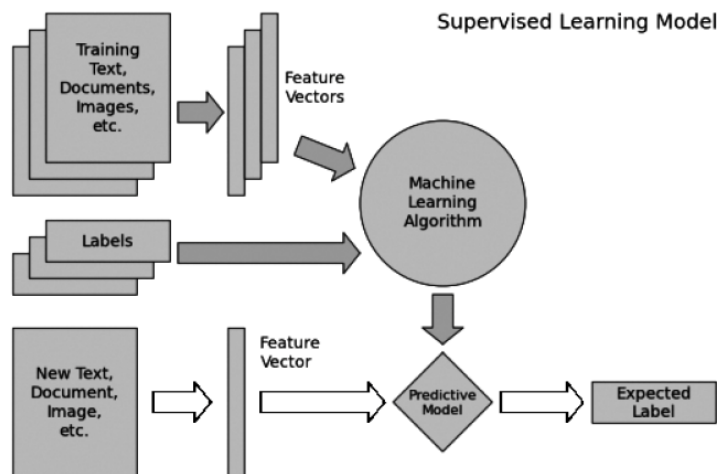 Supervised Learning Model
Training
Text,
Documents,
Images,
etc.
Feature
Vectors
Machine
Learning
Algorithm
Labels
New Text,
Document,
Image,
etc.
Feature
Vector
Predictive
Model
Expected
Label